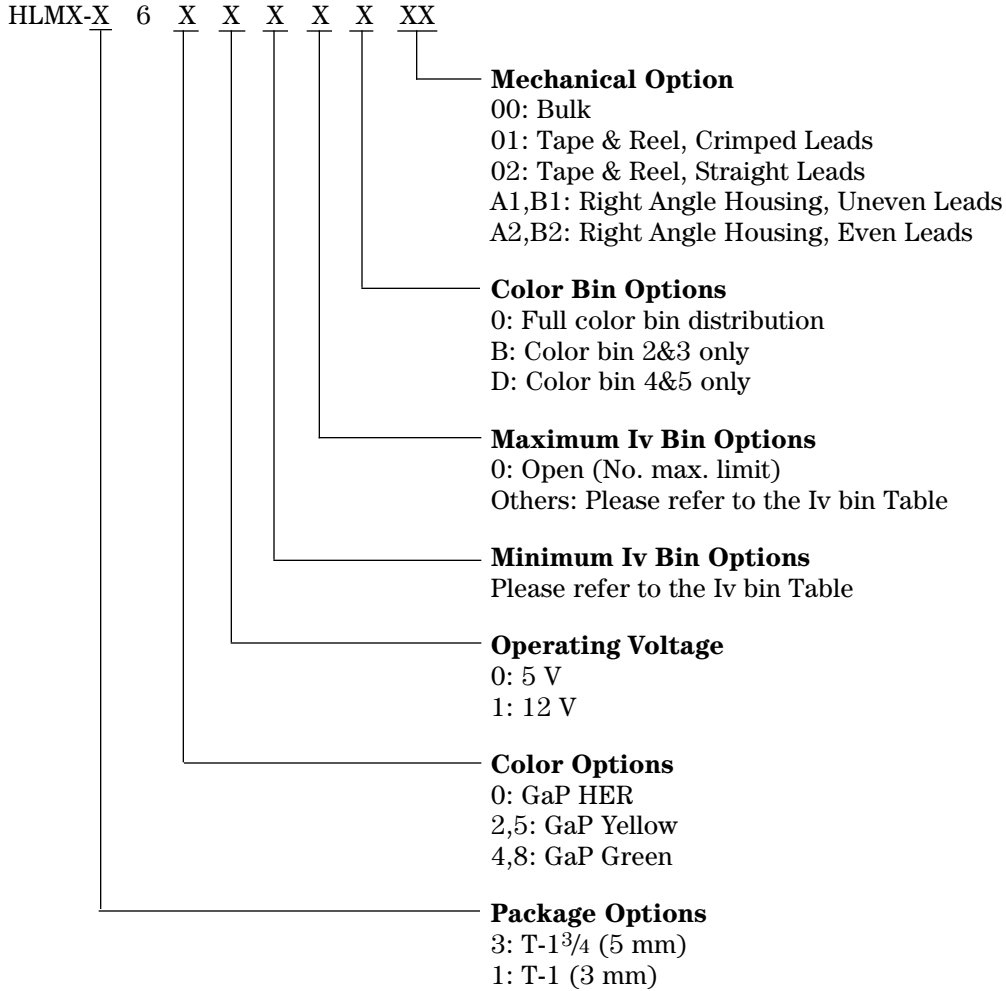 HLMX-X 6 X X X X X XX
Mechanical Option
00: Bulk
01: Tape & Reel, Crimped Leads
02: Tape & Reel, Straight Leads
A1,B1: Right Angle Housing, Uneven Leads
A2,B2: Right Angle Housing, Even Leads
Color Bin Options
0: Full color bin distribution
B: Color bin 2&3 only
D: Color bin 4&5 only
Maximum Iv Bin Options
0: Open (No. max. limit)
Others: Please refer to the Iv bin Table
Minimum Iv Bin Options
Please refer to the Iv bin Table
Operating Voltage
0: 5 V
1: 12 V
Color Options
0: GaP HER
2,5: GaP Yellow
4,8: GaP Green
Package Options
3: T-1 3/4 (5 mm)
1: T-1 (3 mm)